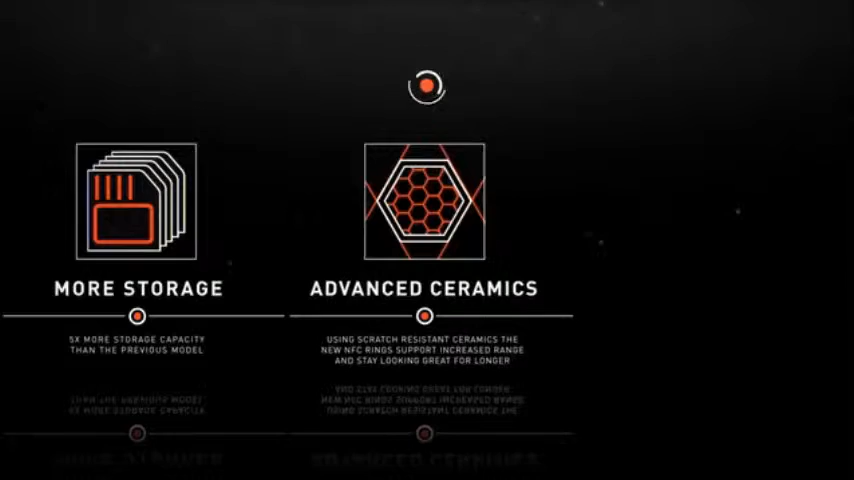 MORE STORAGE
5X MORE STORAGE CAPACITY
THAN THE PREVIOUS MODEL
ADVANCED CERAMICS
USING SCRATCH RESISTANT CERAMICS THE
NEW NFC RINGS SUPPORT INCREASED RANGE
AND STAY LOOKING GREAT FOR LONGER